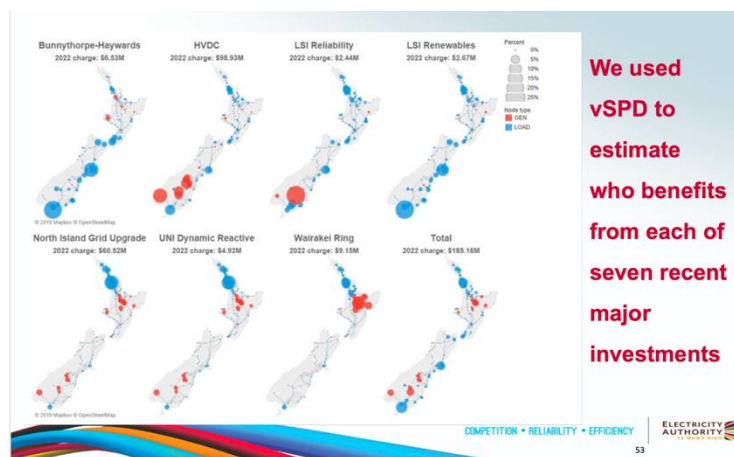 Bunnythorpe-Haywards
2022 charge: $6.53M
HVDC
2022 charge: $98.93M
LSI Reliability
2022 charge: $2.44M
LSI Renewables
2022 charge: $2.67M
Percent
0%
5%
10%
15%
20%
25%
Node type
GEN
LOAD
© 2019 Mapbox © OpenStreetMap
North Island Grid Upgrade
2022 charge: $60.52M
UNI Dynamic Reactive
2022 charge: $4.92M
Wairakei Ring
2022 charge: $9.15M
Total
2022 charge: $185.16M
© 2019 Mapbox © OpenStreetMap
We used
vSPD to
estimate
who benefits
from each of
seven recent
major
investments
COMPETITION • RELIABILITY • EFFICIENCY
ELECTRICITY
AUTHORITY
TE MANA HIKO
53